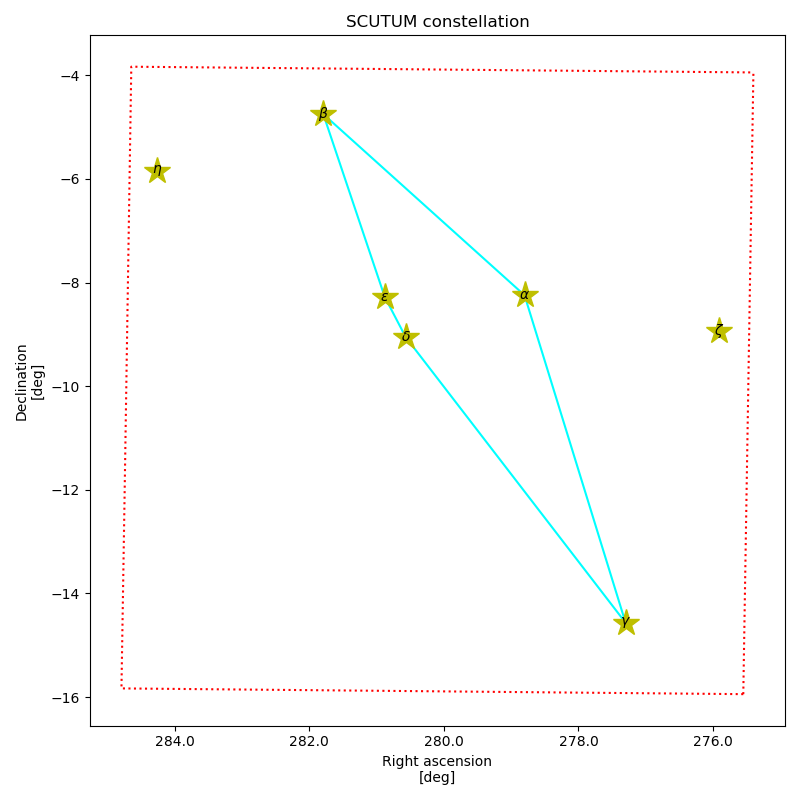 SCUTUM constellation
−4
β
η
−6
−8
ε
α
ζ
δ
Declination
[deg]
−10
−12
−14
γ
−16
284.0 282.0 280.0 278.0 276.0
Right ascension
[deg]